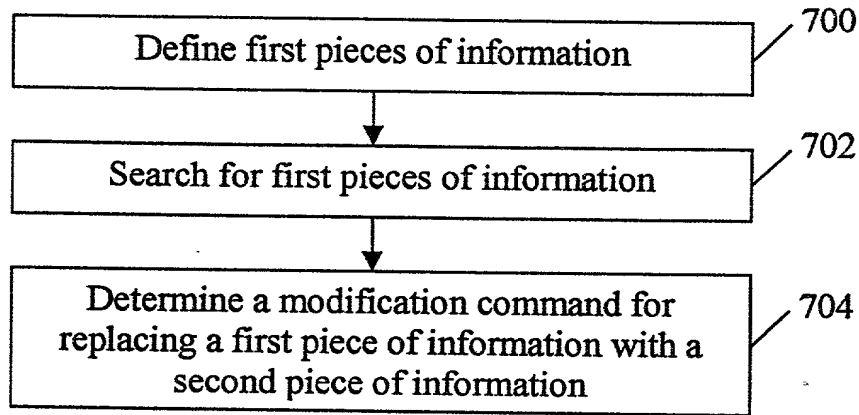 700
Define first pieces of information
702
Search for first pieces of information
Determine a modification command for
704
replacing a first piece of information with a
second piece of information